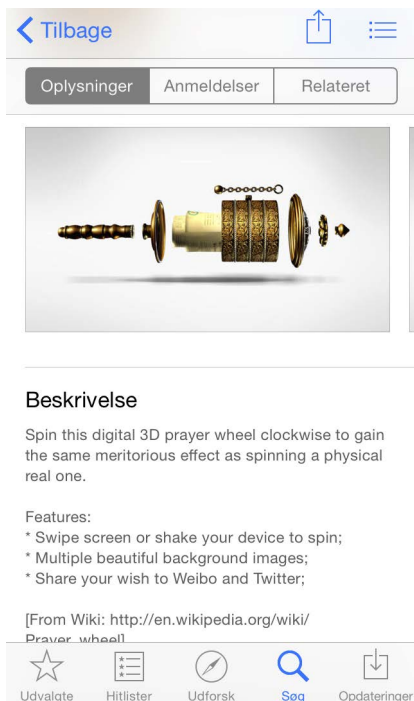 Tilbage
Oplysninger Anmeldelser Relateret
Beskrivelse
Spin this digital 3D prayer wheel clockwise to gain
the same meritorious effect as spinning a physical
real one.
Features:
* Swipe screen or shake your device to spin;
* Multiple beautiful background images;
* Share your wish to Weibo and Twitter;
[From Wiki: http://en.wikipedia.org/wiki/
Prayer_wheel]
Udvalgte Hitlister Udforsk Søg Opdateringer